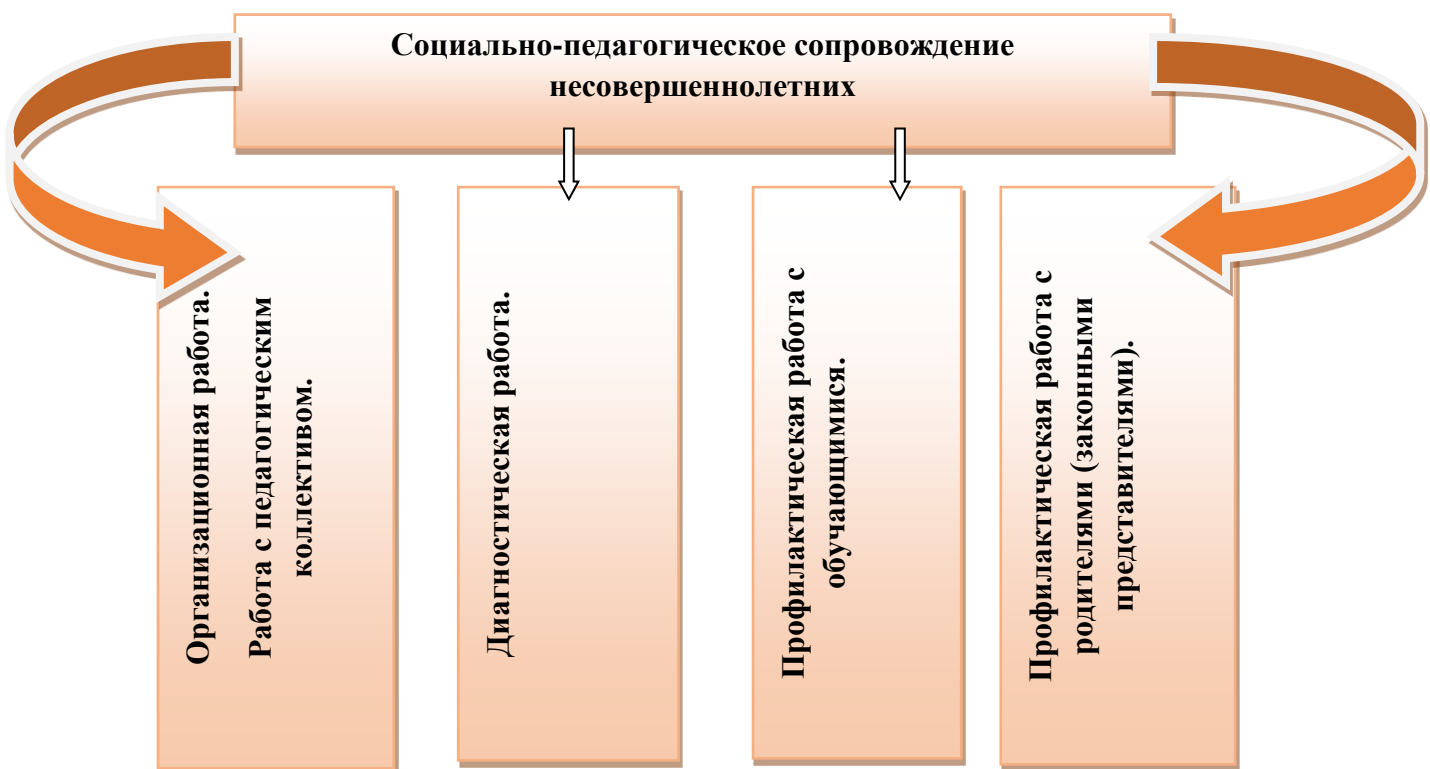 Социально-педагогическое сопровождение
несовершеннолетних
Организационная работа.
Работа с педагогическим
коллективом.
Диагностическая работа.
Профилактическая работа с
обучающимися.
Профилактическая работа с
родителями (законными
представителями).